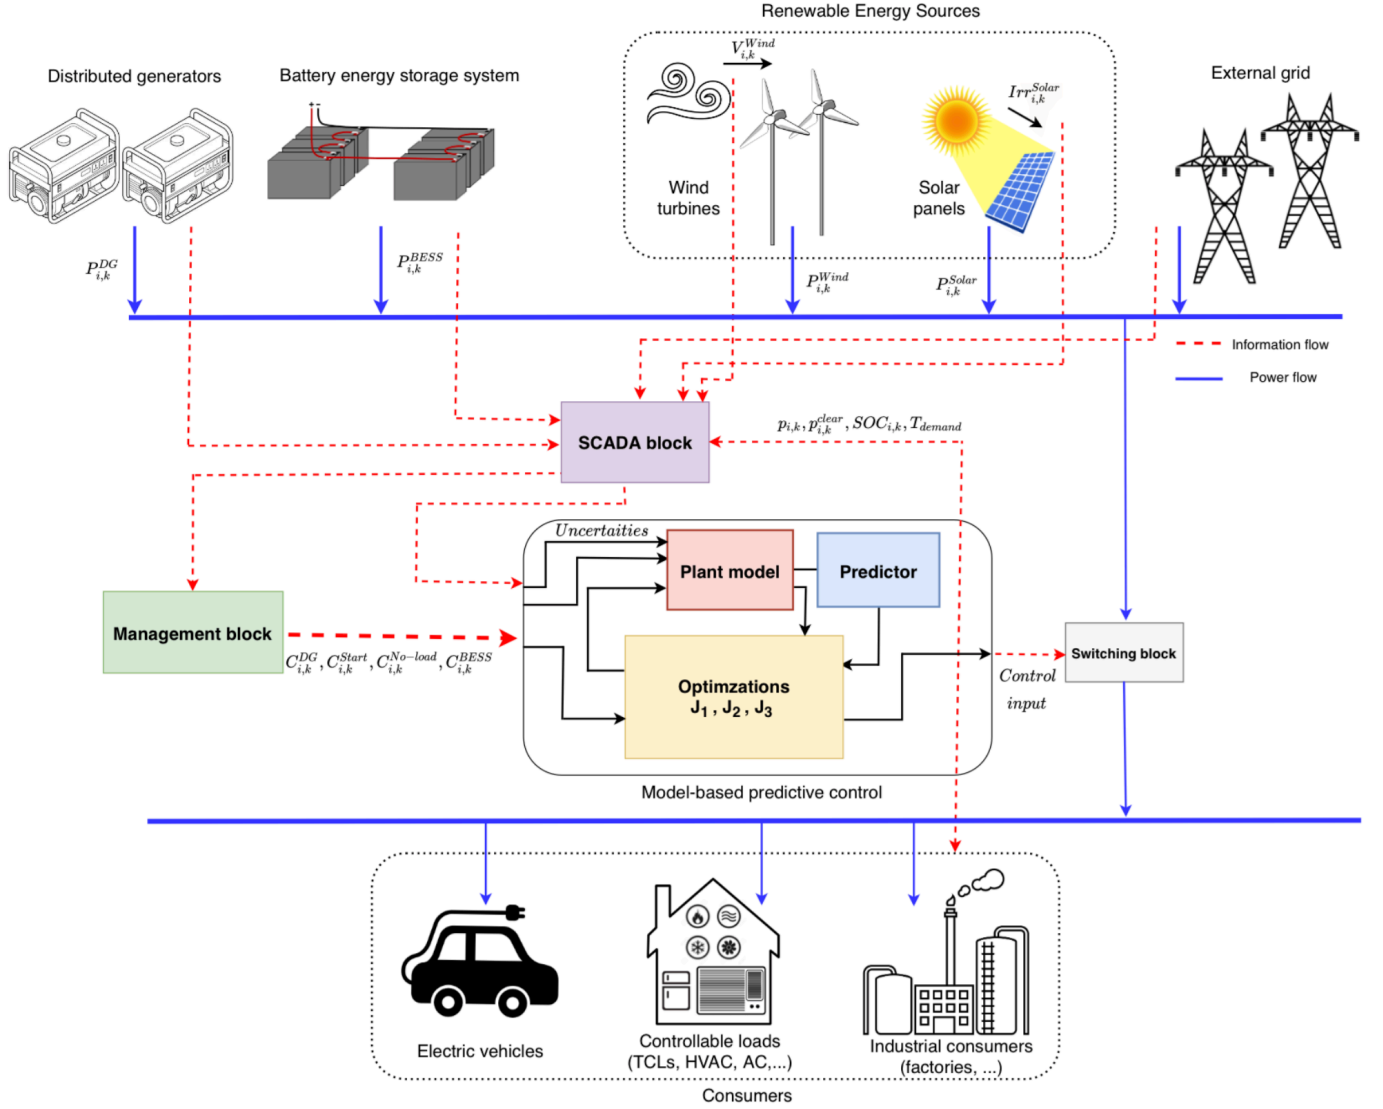 Renewable Energy Sources
Distributed generators
Battery energy storage system
External grid
V_{i,k}^{Wind}
Irr_{i,k}^{Solar}
+ -
Wind
turbines
Solar
panels
P_{i,k}^{DG}
P_{i,k}^{BESS}
P_{i,k}^{Wind}
P_{i,k}^{Solar}
Information flow
Power flow
SCADA block
p_{i,k}, p_{i,k}^{clear}, SOC_{i,k}, T_{demand}
Uncertaities
Plant model
Predictor
Management block
C_{i,k}^{DG}, C_{i,k}^{Start}, C_{i,k}^{No-load}, C_{i,k}^{BESS}
Optimzations
J_1 , J_2 , J_3
Switching block
Control
input
Model-based predictive control
Electric vehicles
Controllable loads
(TCLs, HVAC, AC,...)
Industrial consumers
(factories, ...)
Consumers